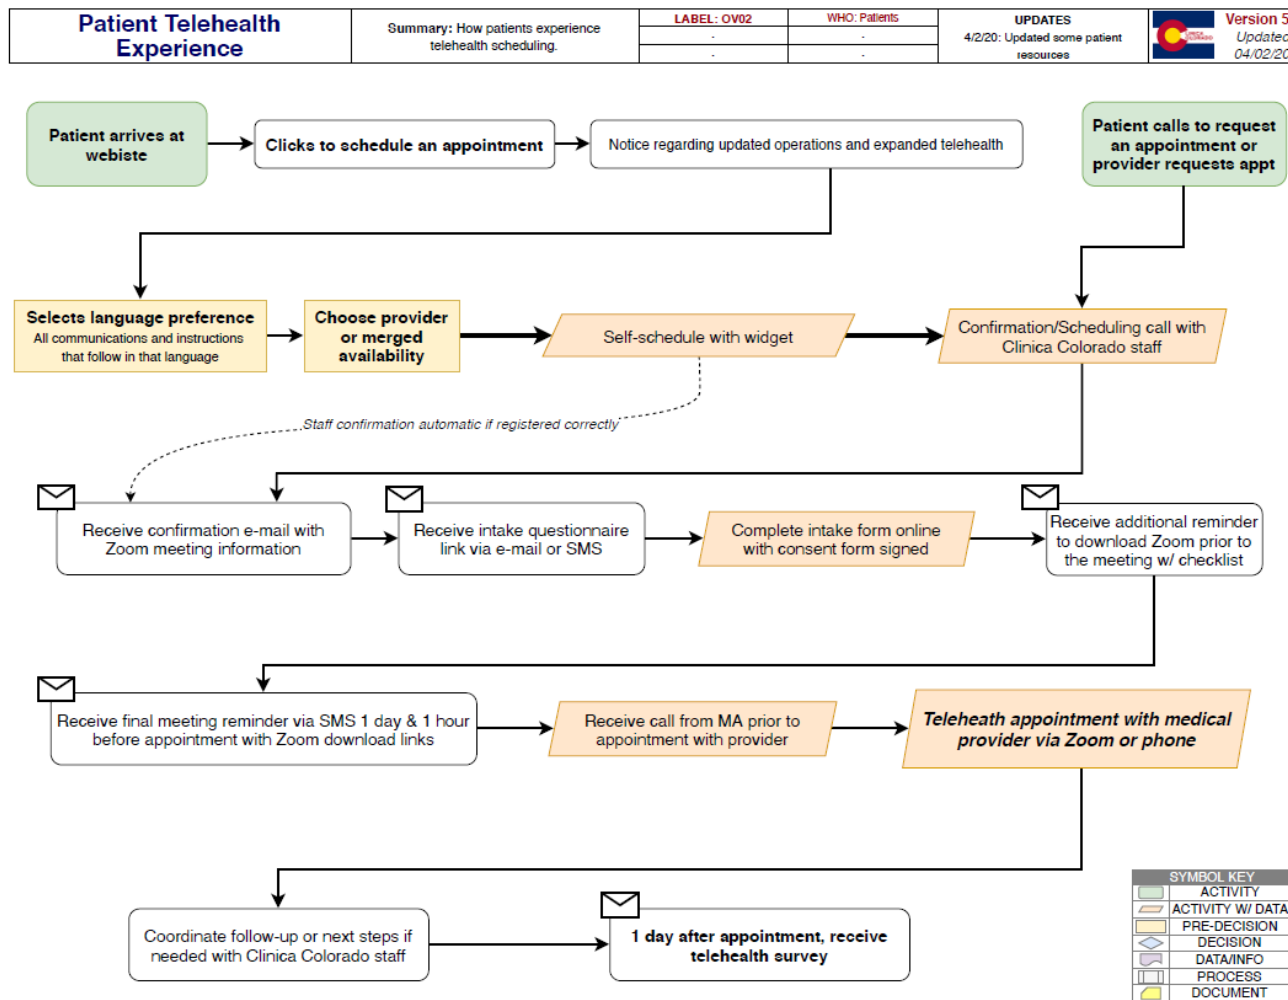 Patient Telehealth
Experience
Summary: How patients experience
telehealth scheduling.
LABEL: OV02
WHO: Patients
-
-
-
-
UPDATES
4/2/20: Updated some patient
resources
Version 5
Updated
04/02/20
Patient arrives at
webiste
Clicks to schedule an appointment
Notice regarding updated operations and expanded telehealth
Patient calls to request
an appointment or
provider requests appt
Selects language preference
All communications and instructions
that follow in that language
Choose provider
or merged
availability
Self-schedule with widget
Confirmation/Scheduling call with
Clinica Colorado staff
Staff confirmation automatic if registered correctly
Receive confirmation e-mail with
Zoom meeting information
Receive intake questionnaire
link via e-mail or SMS
Complete intake form online
with consent form signed
Receive additional reminder
to download Zoom prior to
the meeting w/ checklist
Receive final meeting reminder via SMS 1 day & 1 hour
before appointment with Zoom download links
Receive call from MA prior to
appointment with provider
Teleheath appointment with medical
provider via Zoom or phone
Coordinate follow-up or next steps if
needed with Clinica Colorado staff
1 day after appointment, receive
telehealth survey
SYMBOL KEY
ACTIVITY
ACTIVITY W/ DATA
PRE-DECISION
DECISION
DATA/INFO
PROCESS
DOCUMENT